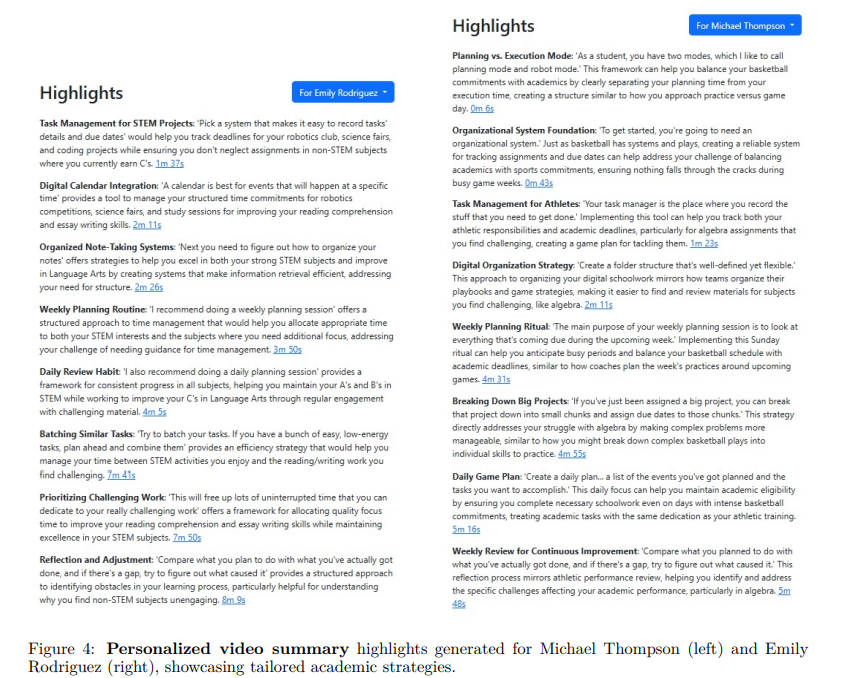 Highlights
For Emily Rodriguez
Task Management for STEM Projects: 'Pick a system that makes it easy to record tasks'
details and due dates' would help you track deadlines for your robotics club, science fairs,
and coding projects while ensuring you don't neglect assignments in non-STEM subjects
where you currently earn C's. 1m 37s
Digital Calendar Integration: 'A calendar is best for events that will happen at a specific
time' provides a tool to manage your structured time commitments for robotics
competitions, science fairs, and study sessions for improving your reading comprehension
and essay writing skills. 2m 11s
Organized Note-Taking Systems: 'Next you need to figure out how to organize your
notes' offers strategies to help you excel in both your strong STEM subjects and improve
in Language Arts by creating systems that make information retrieval efficient, addressing
your need for structure. 2m 26s
Weekly Planning Routine: 'I recommend doing a weekly planning session' offers a
structured approach to time management that would help you allocate appropriate time
to both your STEM interests and the subjects where you need additional focus, addressing
your challenge of needing guidance for time management. 3m 50s
Daily Review Habit: 'I also recommend doing a daily planning session' provides a
framework for consistent progress in all subjects, helping you maintain your A's and B's in
STEM while working to improve your C's in Language Arts through regular engagement
with challenging material. 4m 5s
Batching Similar Tasks: 'Try to batch your tasks. If you have a bunch of easy, low-energy
tasks, plan ahead and combine them' provides an efficiency strategy that would help you
manage your time between STEM activities you enjoy and the reading/writing work you
find challenging. 7m 41s
Prioritizing Challenging Work: 'This will free up lots of uninterrupted time that you can
dedicate to your really challenging work' offers a framework for allocating quality focus
time to improve your reading comprehension and essay writing skills while maintaining
excellence in your STEM subjects. 7m 50s
Reflection and Adjustment: 'Compare what you plan to do with what you've actually got
done, and if there's a gap, try to figure out what caused it' provides a structured approach
to identifying obstacles in your learning process, particularly helpful for understanding
why you find non-STEM subjects unengaging. 8m 9s
Highlights
For Michael Thompson
Planning vs. Execution Mode: 'As a student, you have two modes, which I like to call
planning mode and robot mode.' This framework can help you balance your basketball
commitments with academics by clearly separating your planning time from your
execution time, creating a structure similar to how you approach practice versus game
day. 0m 6s
Organizational System Foundation: 'To get started, you're going to need an
organizational system.' Just as basketball has systems and plays, creating a reliable system
for tracking assignments and due dates can help address your challenge of balancing
academics with sports commitments, ensuring nothing falls through the cracks during
busy game weeks. 0m 43s
Task Management for Athletes: 'Your task manager is the place where you record the
stuff that you need to get done.' Implementing this tool can help you track both your
athletic responsibilities and academic deadlines, particularly for algebra assignments that
you find challenging, creating a game plan for tackling them. 1m 23s
Digital Organization Strategy: 'Create a folder structure that's well-defined yet flexible.'
This approach to organizing your digital schoolwork mirrors how teams organize their
playbooks and game strategies, making it easier to find and review materials for subjects
you find challenging, like algebra. 2m 11s
Weekly Planning Ritual: 'The main purpose of your weekly planning session is to look at
everything that's coming due during the upcoming week.' Implementing this Sunday
ritual can help you anticipate busy periods and balance your basketball schedule with
academic deadlines, similar to how coaches plan the week's practices around upcoming
games. 4m 31s
Breaking Down Big Projects: 'If you've just been assigned a big project, you can break
that project down into small chunks and assign due dates to those chunks.' This strategy
directly addresses your struggle with algebra by making complex problems more
manageable, similar to how you might break down complex basketball plays into
individual skills to practice. 4m 55s
Daily Game Plan: 'Create a daily plan... a list of the events you've got planned and the
tasks you want to accomplish.' This daily focus can help you maintain academic eligibility
by ensuring you complete necessary schoolwork even on days with intense basketball
commitments, treating academic tasks with the same dedication as your athletic training.
5m 16s
Weekly Review for Continuous Improvement: 'Compare what you planned to do with
what you've actually got done, and if there's a gap, try to figure out what caused it.' This
reflection process mirrors athletic performance review, helping you identify and address
the specific challenges affecting your academic performance, particularly in algebra. 5m
48s
Figure 4: Personalized video summary highlights generated for Michael Thompson (left) and Emily
Rodriguez (right), showcasing tailored academic strategies.